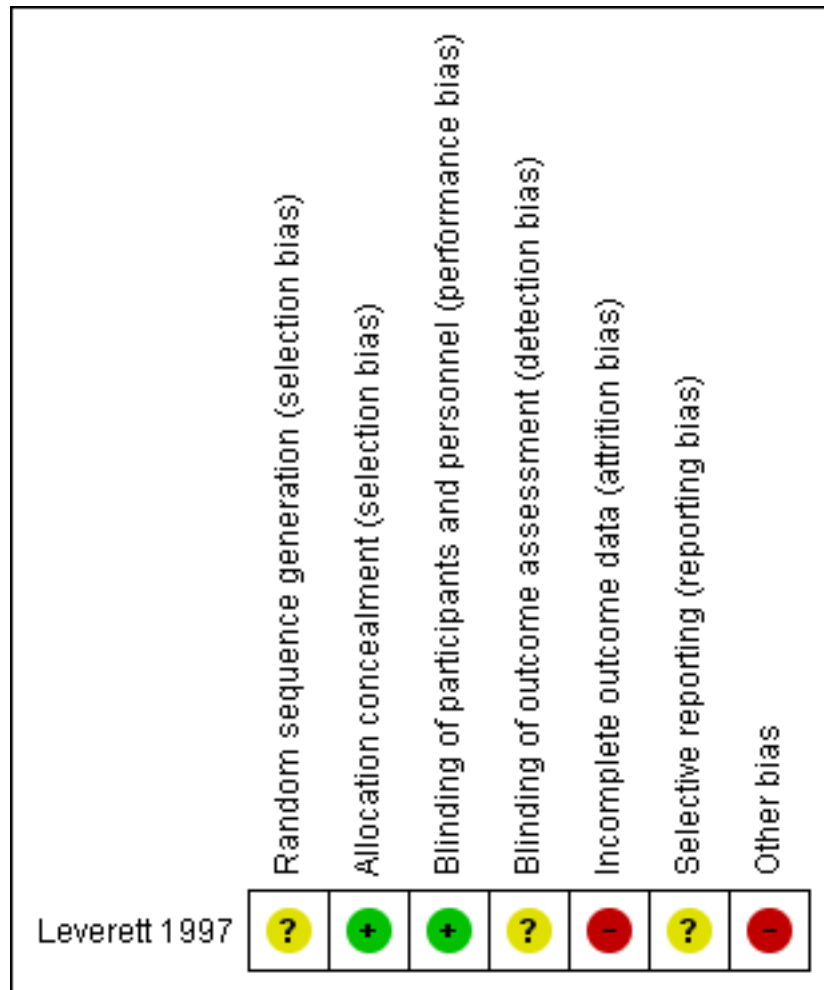 Random sequence generation (selection bias)
Allocation concealment (selection bias)
Blinding of participants and personnel (performance bias)
Blinding of outcome assessment (detection bias)
Incomplete outcome data (attrition bias)
Selective reporting (reporting bias)
Other bias
Leverett 1997 ? + + ? - ? -